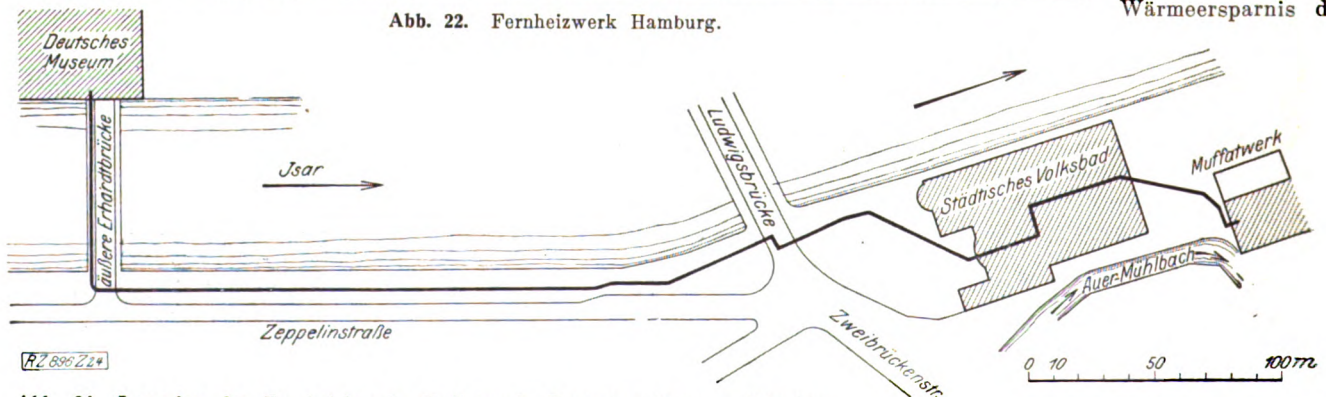 Wärmeersparnis d
Abb. 22. Fernheizwerk Hamburg.
Deutsches
Museum
äußere Erhardtbrücke
Jsar
Ludwigsbrücke
Städtisches Volksbad
Muffatwerk
Auer-Mühlbach
Zeppelinstraße
Zweibrückenstr
RZ 896 Z24
0 10 50 100 m